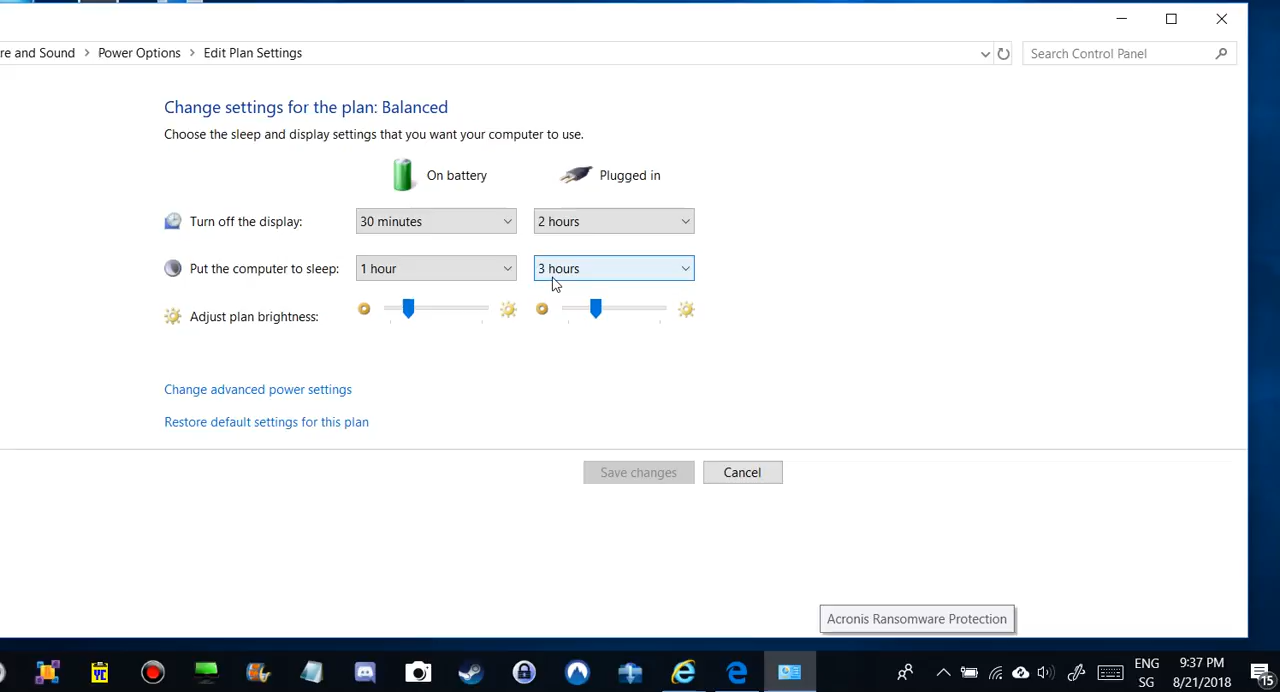 re and Sound > Power Options > Edit Plan Settings
Search Control Panel
Change settings for the plan: Balanced
Choose the sleep and display settings that you want your computer to use.
On battery Plugged in
Turn off the display: 30 minutes 2 hours
Put the computer to sleep: 1 hour 3 hours
Adjust plan brightness:
Change advanced power settings
Restore default settings for this plan
Save changes Cancel
Acronis Ransomware Protection
ENG 9:37 PM
SG 8/21/2018 15